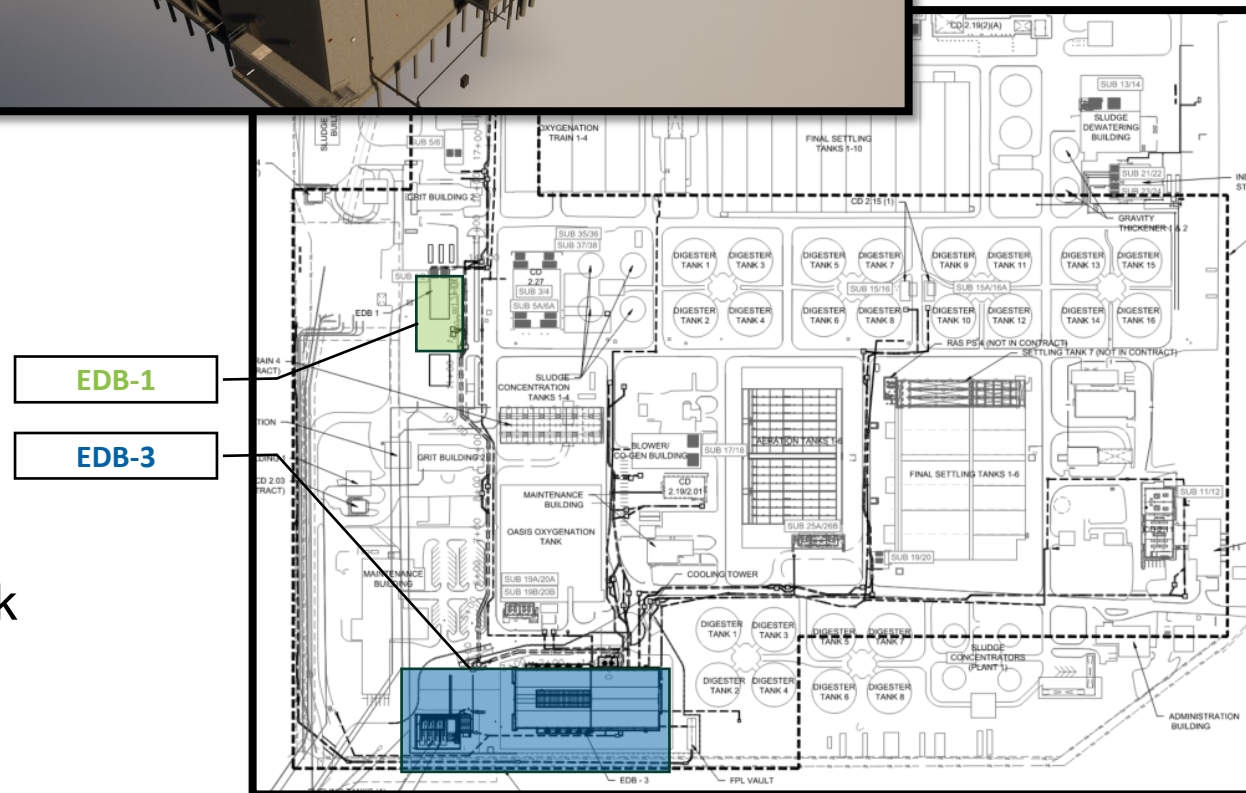 CD 2.19(2)(A)
SUB 13/14
SLUDGE
DEWATERING
BUILDING
OXYGENATION
TRAIN 1-4
FINAL SETTLING
TANKS 1-10
SLUDGE
SUB 5/6
17+00
SUB 21/22
SUB 23/24
GRIT BUILDING 2
CD 2.15 (1)
GRAVITY
THICKENER 1 & 2
SUB 35/36
SUB 37/38
CD
2.27
SUB 3/4
SUB 5A/6A
SUB
EDB 1
DIGESTER
TANK 1
DIGESTER
TANK 3
DIGESTER
TANK 5
DIGESTER
TANK 7
DIGESTER
TANK 9
DIGESTER
TANK 11
DIGESTER
TANK 13
DIGESTER
TANK 15
SUB 15/16
SUB 15A/16A
DIGESTER
TANK 2
DIGESTER
TANK 4
DIGESTER
TANK 6
DIGESTER
TANK 8
DIGESTER
TANK 10
DIGESTER
TANK 12
DIGESTER
TANK 14
DIGESTER
TANK 16
RAS PS 4 (NOT IN CONTRACT)
SETTLING TANK 7 (NOT IN CONTRACT)
EDB-1
SLUDGE
CONCENTRATION
TANKS 1-4
EDB-3
GRIT BUILDING 2
BLOWER/
CO-GEN BUILDING
SUB 17/18
AERATION TANKS 1-6
FINAL SETTLING TANKS 1-6
CD 2.03
CD
2.19/2.01
MAINTENANCE
BUILDING
SUB 11/12
OASIS OXYGENATION
TANK
SUB 25A/26B
SUB 19/20
MAINTENANCE
BUILDING
COOLING TOWER
SUB 19A/20A
SUB 19B/20B
DIGESTER
TANK 1
DIGESTER
TANK 3
DIGESTER
TANK 5
DIGESTER
TANK 7
SLUDGE
CONCENTRATORS
(PLANT 1)
DIGESTER
TANK 2
DIGESTER
TANK 4
DIGESTER
TANK 6
DIGESTER
TANK 8
ADMINISTRATION
BUILDING
EDB - 3
FPL VAULT